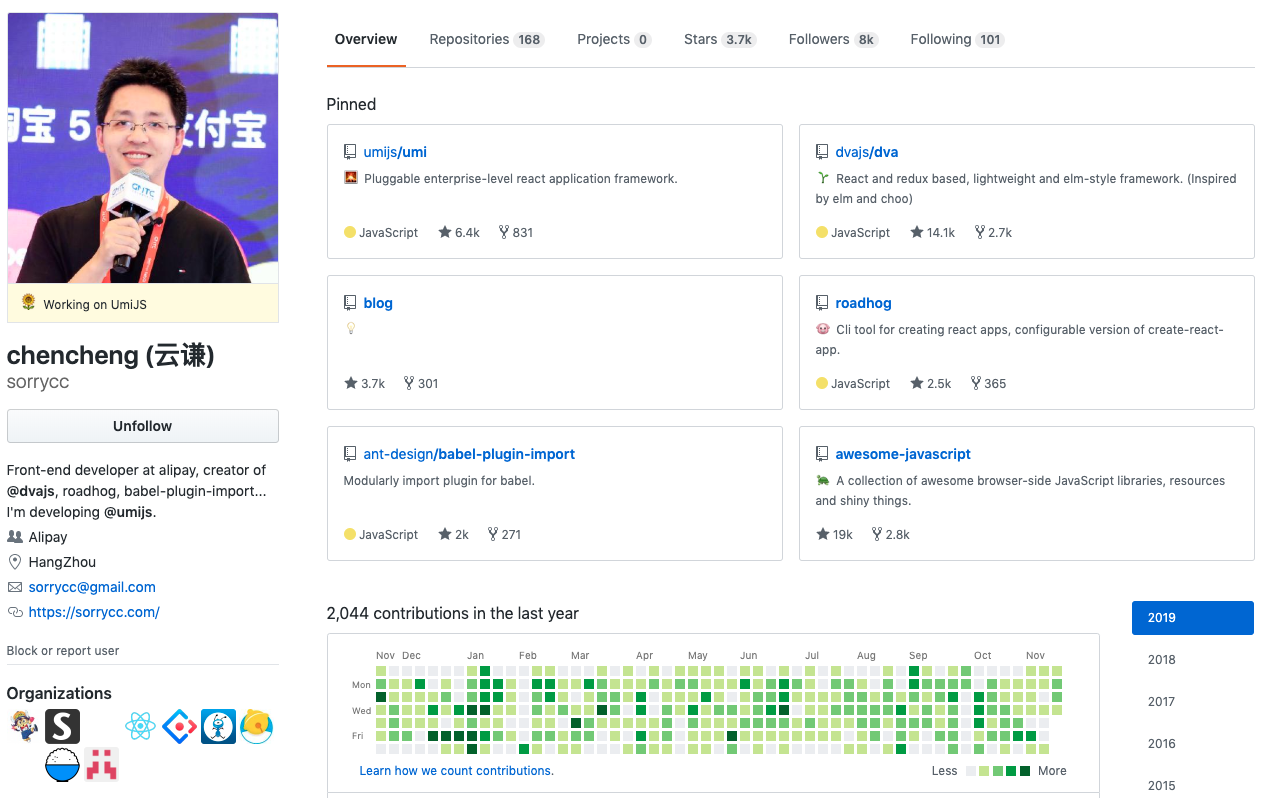 Overview Repositories 168 Projects 0 Stars 3.7k Followers 8k Following 101
宝 5 支付宝
GMTC
Working on UmiJS
chencheng (云谦)
sorrycc
Unfollow
Front-end developer at alipay, creator of
@dvajs, roadhog, babel-plugin-import...
I'm developing @umijs.
Alipay
HangZhou
sorrycc@gmail.com
https://sorrycc.com/
Block or report user
Organizations
S
Pinned
umijs/umi
Pluggable enterprise-level react application framework.
JavaScript 6.4k 831
dvajs/dva
React and redux based, lightweight and elm-style framework. (Inspired
by elm and choo)
JavaScript 14.1k 2.7k
blog
3.7k 301
roadhog
Cli tool for creating react apps, configurable version of create-react-
app.
JavaScript 2.5k 365
ant-design/babel-plugin-import
Modularly import plugin for babel.
JavaScript 2k 271
awesome-javascript
A collection of awesome browser-side JavaScript libraries, resources
and shiny things.
19k 2.8k
2,044 contributions in the last year
Nov Dec Jan Feb Mar Apr May Jun Jul Aug Sep Oct Nov
Mon
Wed
Fri
Learn how we count contributions.
Less More
2019
2018
2017
2016
2015